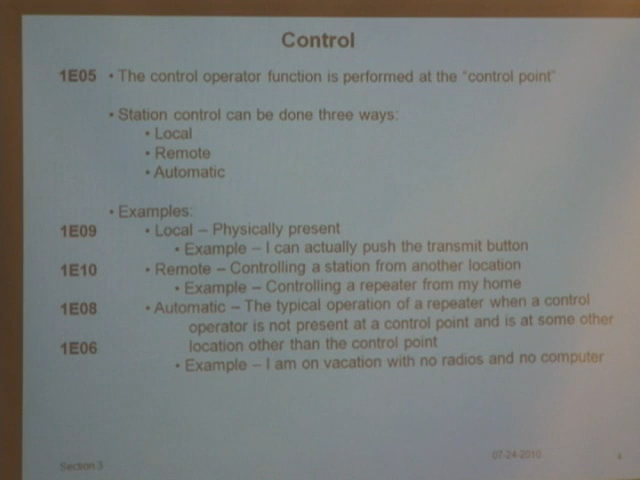 Control
1E05 • The control operator function is performed at the "control point"
• Station control can be done three ways:
• Local
• Remote
• Automatic
• Examples:
1E09 • Local – Physically present
• Example – I can actually push the transmit button
1E10 • Remote – Controlling a station from another location
• Example – Controlling a repeater from my home
1E08 • Automatic – The typical operation of a repeater when a control
operator is not present at a control point and is at some other
1E06 location other than the control point
• Example – I am on vacation with no radios and no computer
Section 3 07-24-2010 4